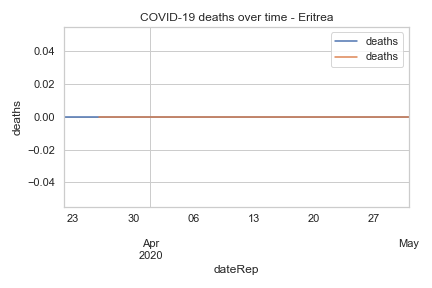 COVID-19 deaths over time - Eritrea
deaths
deaths
deaths
0.04
0.02
0.00
−0.02
−0.04
23 30 06 13 20 27
Apr May
2020
dateRep